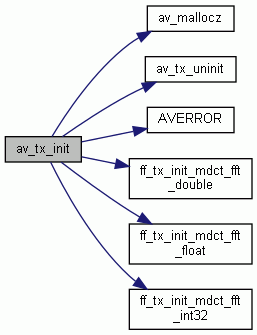 av_mallocz
av_tx_uninit
AVERROR
av_tx_init
ff_tx_init_mdct_fft
_double
ff_tx_init_mdct_fft
_float
ff_tx_init_mdct_fft
_int32